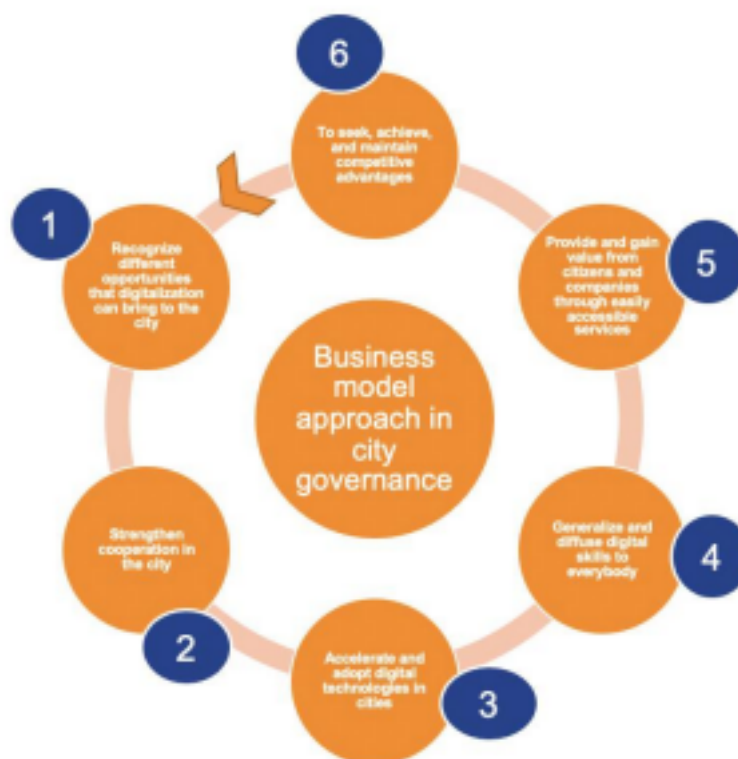 6
To seek, achieve,
and maintain
competitive
advantages
1
Recognize
different
opportunities
that digitalization
can bring to the
city
5
Provide and gain
value from
citizens and
companies
through easily
accessible
services
Business
model
approach in
city
governance
Strengthen
cooperation in
the city
2
Generalize and
diffuse digital
skills to
everybody
4
Accelerate and
adopt digital
technologies in
cities
3